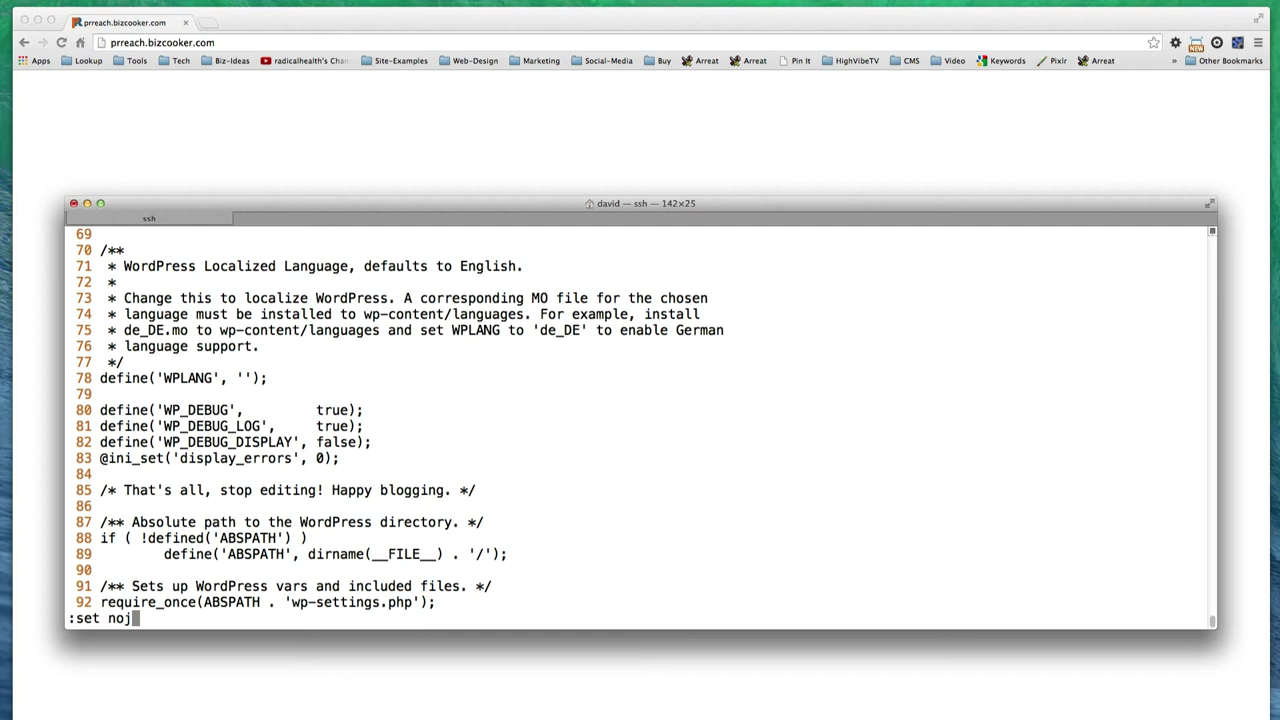 prreach.bizcooker.com
prreach.bizcooker.com
NEW
Apps Lookup Tools Tech Biz-Ideas radicalhealth's Chan Site-Examples Web-Design Marketing Social-Media Buy Arreat Arreat Pin It HighVibeTV CMS Video Keywords Pixlr Arreat » Other Bookmarks
david — ssh — 142×25
ssh
69
70 /**
71 * WordPress Localized Language, defaults to English.
72 *
73 * Change this to localize WordPress. A corresponding MO file for the chosen
74 * language must be installed to wp-content/languages. For example, install
75 * de_DE.mo to wp-content/languages and set WPLANG to 'de_DE' to enable German
76 * language support.
77 */
78 define('WPLANG', '');
79
80 define('WP_DEBUG', true);
81 define('WP_DEBUG_LOG', true);
82 define('WP_DEBUG_DISPLAY', false);
83 @ini_set('display_errors', 0);
84
85 /* That's all, stop editing! Happy blogging. */
86
87 /** Absolute path to the WordPress directory. */
88 if ( !defined('ABSPATH') )
89 define('ABSPATH', dirname(__FILE__) . '/');
90
91 /** Sets up WordPress vars and included files. */
92 require_once(ABSPATH . 'wp-settings.php');
:set noj